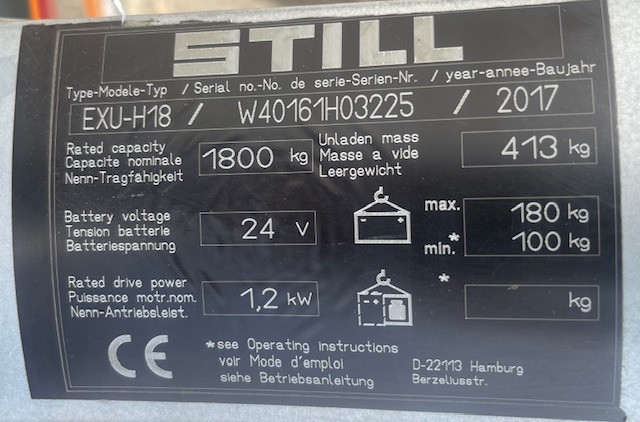 STILL
Type-Modele-Typ / Serial no.-No. de serie-Serien-Nr. / year-annee-Baujahr
EXU-H18 / W40161H03225 / 2017
Rated capacity
Capacite nominale
Nenn-Tragfähigkeit
1800 kg
Unladen mass
Masse a vide
Leergewicht
413 kg
Battery voltage
Tension batterie
Batteriespannung
24 V
max. 180 kg
min.* 100 kg
Rated drive power
Puissance motr.nom.
Nenn-Antriebsleist.
1,2 kW
* kg
CE
*see Operating instructions
voir Mode d'emploi
siehe Betriebsanleitung
D-22113 Hamburg
Berzeliusstr.